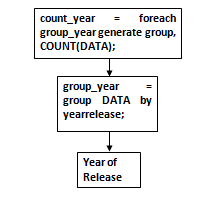 count_year = foreach
group_year generate group,
COUNT(DATA);
group_year =
group DATA by
yearrelease;
Year of
Release